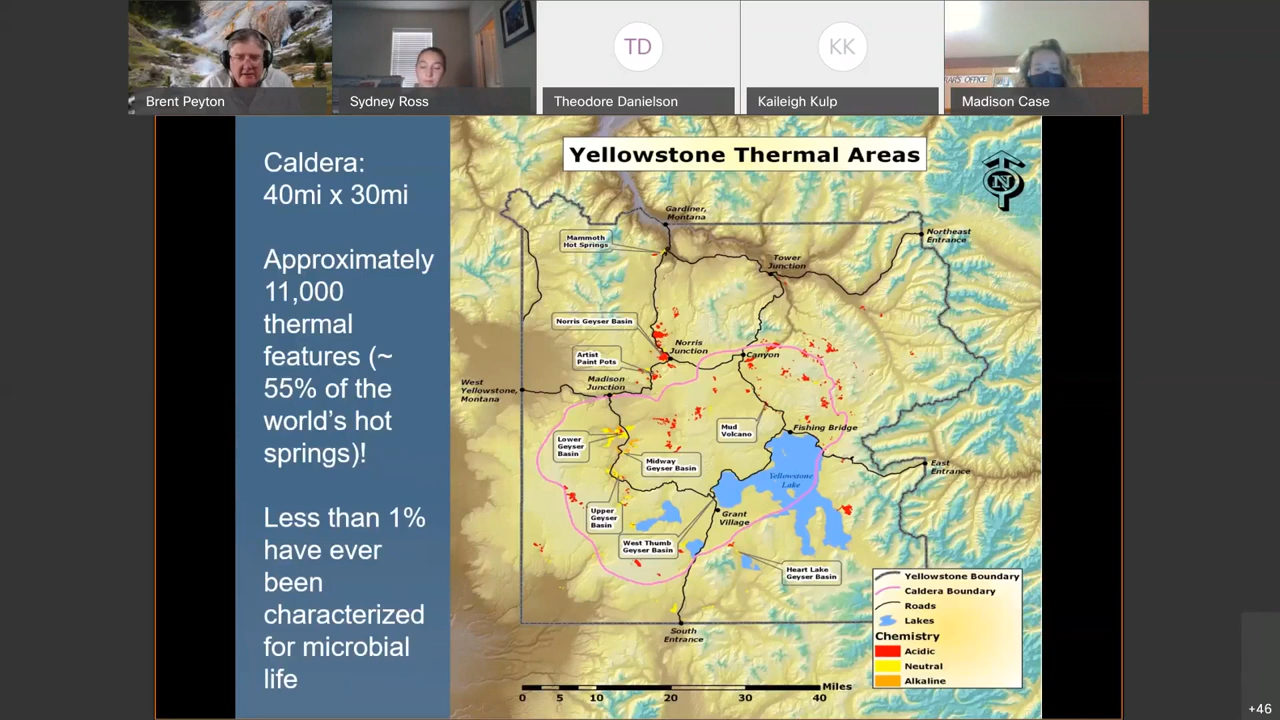 TD
KK
RAR'S OFFICE
Brent Peyton
Sydney Ross
Theodore Danielson
Kaileigh Kulp
Madison Case
Caldera:
40mi x 30mi
Approximately
11,000
thermal
features (~
55% of the
world's hot
springs)!
Less than 1%
have ever
been
characterized
for microbial
life
Yellowstone Thermal Areas
N
Gardiner,
Montana
Mammoth
Hot Springs
Northeast
Entrance
Tower
Junction
Norris Geyser Basin
Norris
Junction
Artist
Paint Pots
Canyon
Madison
Junction
West
Yellowstone,
Montana
Mud
Volcano
Fishing Bridge
Lower
Geyser
Basin
Midway
Geyser Basin
East
Entrance
Yellowstone
Lake
Upper
Geyser
Basin
Grant
Village
West Thumb
Geyser Basin
Heart Lake
Geyser Basin
South
Entrance
Yellowstone Boundary
Caldera Boundary
Roads
Lakes
Chemistry
Acidic
Neutral
Alkaline
Miles
0 5 10 20 30 40
+46